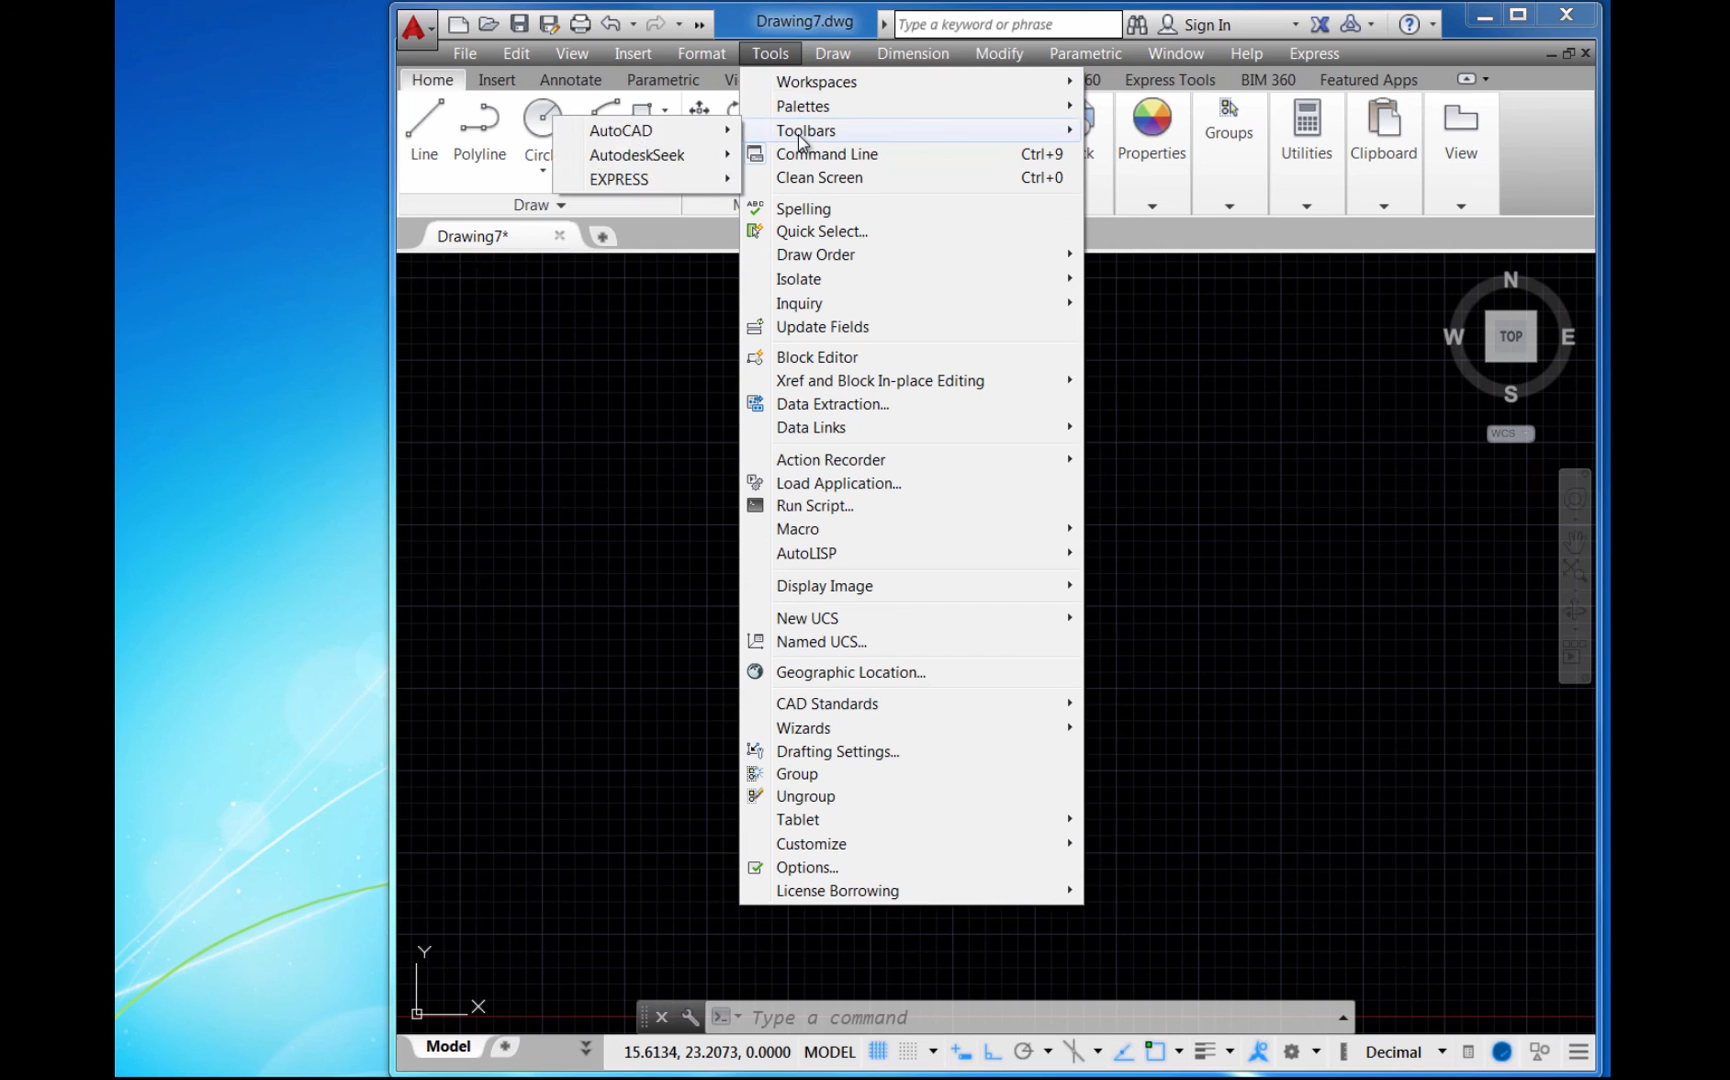 Drawing7.dwg
Type a keyword or phrase
Sign In
File Edit View Insert Format Tools Draw Dimension Modify Parametric Window Help Express
Home Insert Annotate Parametric Vi 60 Express Tools BIM 360 Featured Apps
Line
Polyline
Circ
Draw
M
k
Properties
Groups
Utilities
Clipboard
View
AutoCAD
AutodeskSeek
EXPRESS
Workspaces
Palettes
Toolbars
Command Line Ctrl+9
Clean Screen Ctrl+0
ABC Spelling
Quick Select...
Draw Order
Isolate
Inquiry
Update Fields
Block Editor
Xref and Block In-place Editing
Data Extraction...
Data Links
Action Recorder
Load Application...
Run Script...
Macro
AutoLISP
Display Image
New UCS
Named UCS...
Geographic Location...
CAD Standards
Wizards
Drafting Settings...
Group
Ungroup
Tablet
Customize
Options...
License Borrowing
Drawing7*
N
W TOP E
S
WCS
Y
X
Type a command
Model
15.6134, 23.2073, 0.0000 MODEL
Decimal